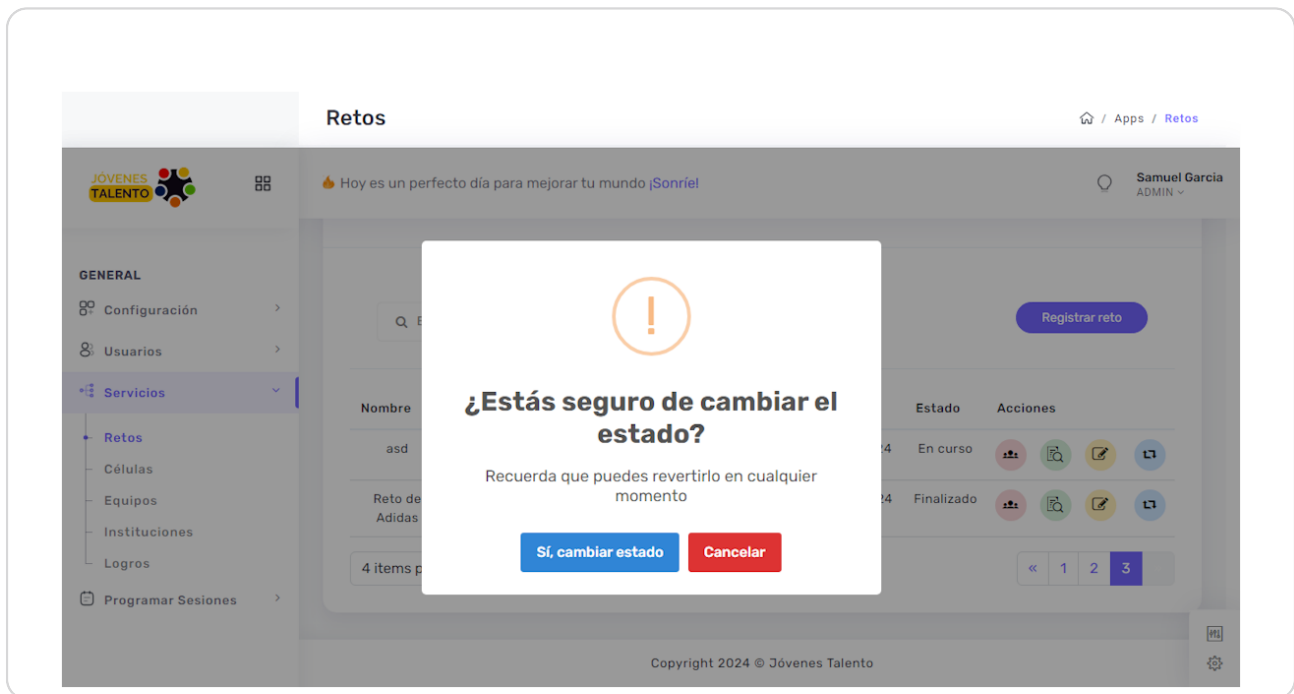 Retos
/ Apps / Retos
JÓVENES
TALENTO
Hoy es un perfecto día para mejorar tu mundo ¡Sonríe!
Samuel Garcia
ADMIN
GENERAL
Configuración
Usuarios
Servicios
Retos
Células
Equipos
Instituciones
Logros
Programar Sesiones
Registrar reto
Nombre
Estado
Acciones
asd
En curso
Reto de
Adidas
Finalizado
4 items
« 1 2 3
¿Estás seguro de cambiar el
estado?
Recuerda que puedes revertirlo en cualquier
momento
Sí, cambiar estado
Cancelar
Copyright 2024 © Jóvenes Talento